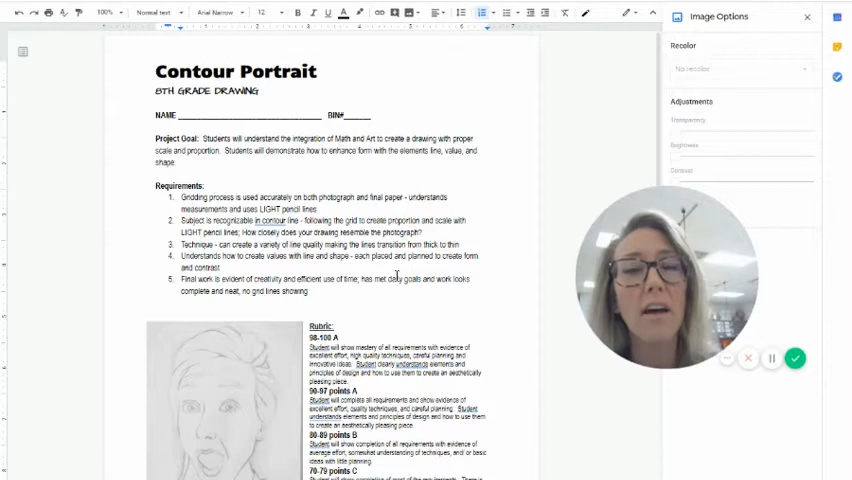 100%
Normal text
Arial Narrow
12
Image Options
Recolor
No recolor
Adjustments
Transparency
Brightness
Contrast
Contour Portrait
8TH GRADE DRAWING
NAME ______________________________ BIN#______
Project Goal: Students will understand the integration of Math and Art to create a drawing with proper
scale and proportion. Students will demonstrate how to enhance form with the elements line, value, and
shape.
Requirements:
1. Gridding process is used accurately on both photograph and final paper - understands
measurements and uses LIGHT pencil lines
2. Subject is recognizable in contour line - following the grid to create proportion and scale with
LIGHT pencil lines; How closely does your drawing resemble the photograph?
3. Technique - can create a variety of line quality making the lines transition from thick to thin
4. Understands how to create values with line and shape - each placed and planned to create form
and contrast
5. Final work is evident of creativity and efficient use of time; has met daily goals and work looks
complete and neat, no grid lines showing
Rubric:
98-100 A
Student will show mastery of all requirements with evidence of
excellent effort, high quality techniques, careful planning and
innovative ideas. Student clearly understands elements and
principles of design and how to use them to create an aesthetically
pleasing piece.
90-97 points A
Student will complete all requirements and show evidence of
excellent effort, quality techniques, and careful planning. Student
understands elements and principles of design and how to use them
to create an aesthetically pleasing piece.
80-89 points B
Student will show completion of all requirements with evidence of
average effort, somewhat understanding of techniques, and/or basic
ideas with little planning.
70-79 points C